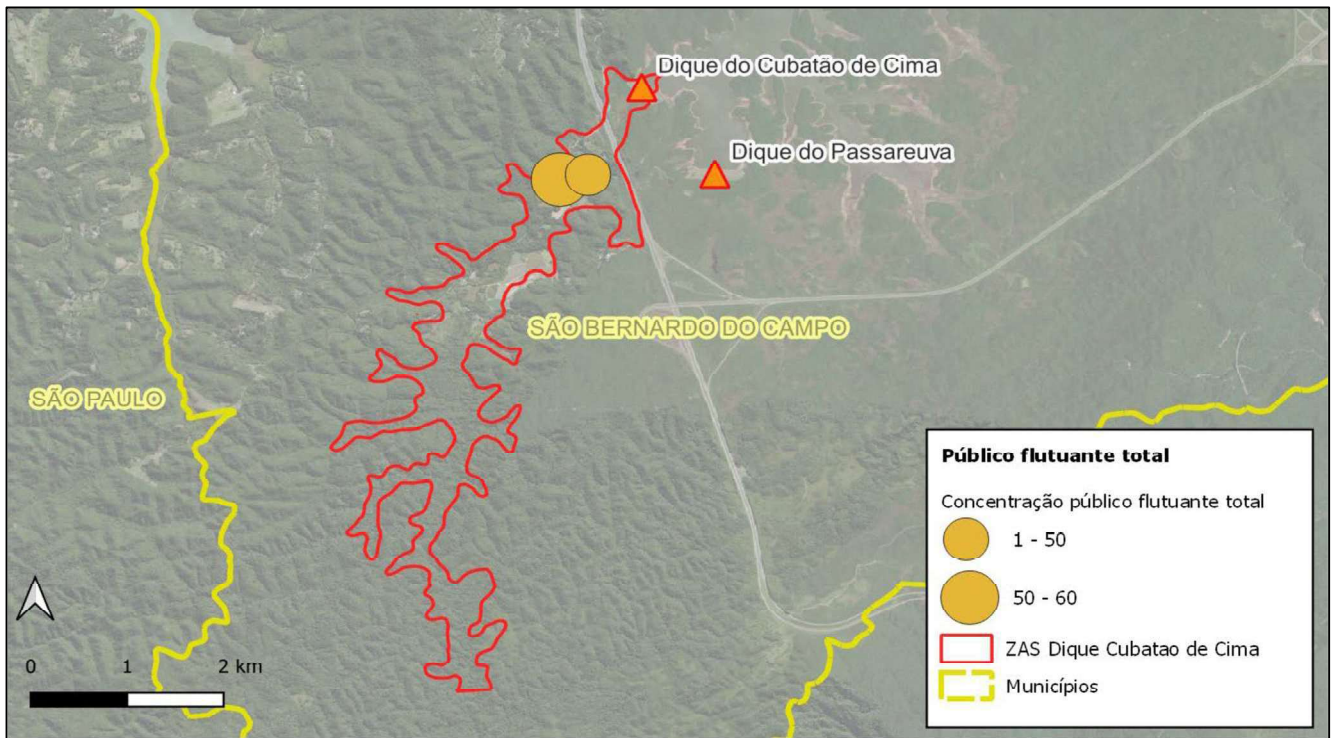 Dique do Cubatão de Cima
Dique do Passareuva
SÃO BERNARDO DO CAMPO
SÃO PAULO
Público flutuante total
Concentração público flutuante total
1 - 50
50 - 60
ZAS Dique Cubatao de Cima
Municípios
0 1 2 km